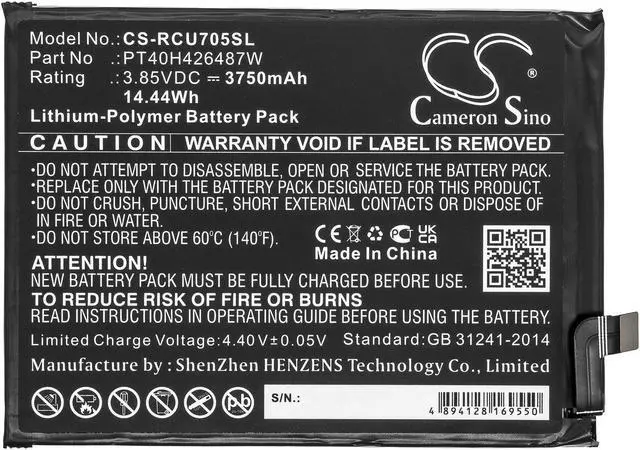 Model No.: CS-RCU705SL
Part No.: PT40H426487W
Rating : 3.85VDC ⎓ 3750mAh
14.44Wh
Lithium-Polymer Battery Pack
CS
®
Cameron Sino
CAUTION WARRANTY VOID IF LABEL IS REMOVED
•DO NOT ATTEMPT TO DISASSEMBLE, OPEN OR SERVICE THE BATTERY PACK.
•REPLACE ONLY WITH THE BATTERY PACK DESIGNATED FOR THIS PRODUCT.
•DO NOT CRUSH, PUNCTURE, SHORT EXTERNAL CONTACTS OR DISPOSE OF
IN FIRE OR WATER.
•DO NOT STORE ABOVE 60°C (140°F).
CE EAC UKCA
Made In China
ATTENTION!
NEW BATTERY PACK MUST BE FULLY CHARGED BEFORE USE.
TO REDUCE RISK OF FIRE OR BURNS
READ INSTRUCTIONS IN OPERATING GUIDE BEFORE USING BATTERY.
Limited Charge Voltage: 4.40V±0.05V Standard: GB 31241-2014
Manufacture by : ShenZhen HENZENS Technology Co., Limited.
Pb
S/N.:
4 894128 169550